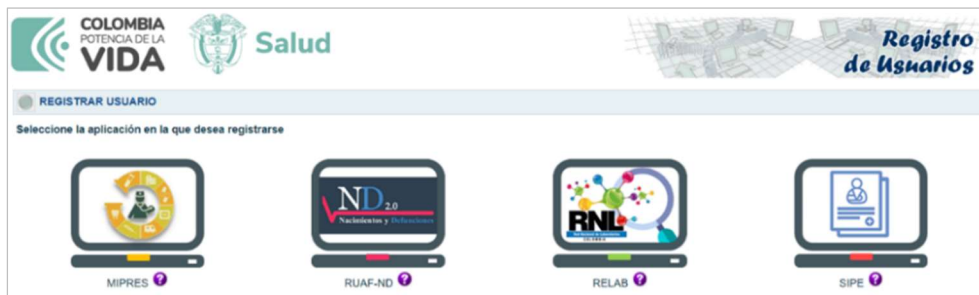 COLOMBIA
POTENCIA DE LA
VIDA
Salud
Registro
de Usuarios
REGISTRAR USUARIO
Seleccione la aplicación en la que desea registrarse
ND 2.0
Nacimientos y Defunciones
RNL
COLOMBIA
MIPRES ?
RUAF-ND ?
RELAB ?
SIPE ?